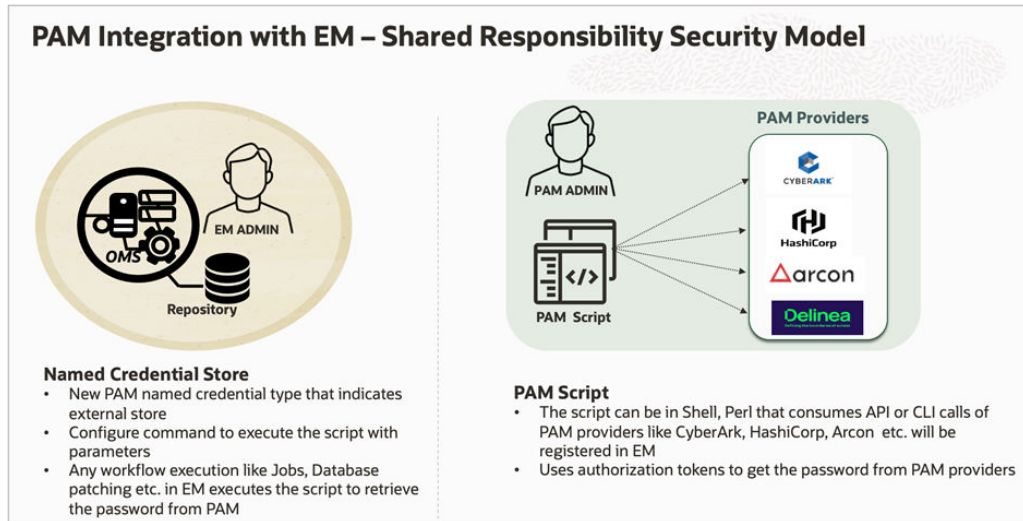 PAM Integration with EM – Shared Responsibility Security Model
OMS
EM ADMIN
Repository
Named Credential Store
• New PAM named credential type that indicates
external store
• Configure command to execute the script with
parameters
• Any workflow execution like Jobs, Database
patching etc. in EM executes the script to retrieve
the password from PAM
PAM Providers
PAM ADMIN
PAM Script
</>
CYBERARK
HashiCorp
arcon
Delinea
Defining the boundaries of access
PAM Script
• The script can be in Shell, Perl that consumes API or CLI calls of
PAM providers like CyberArk, HashiCorp, Arcon etc. will be
registered in EM
• Uses authorization tokens to get the password from PAM providers